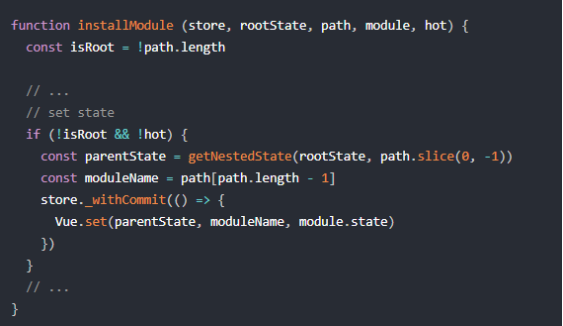 function installModule (store, rootState, path, module, hot) {
const isRoot = !path.length
// ...
// set state
if (!isRoot && !hot) {
const parentState = getNestedState(rootState, path.slice(0, -1))
const moduleName = path[path.length - 1]
store._withCommit(() => {
Vue.set(parentState, moduleName, module.state)
})
}
// ...
}